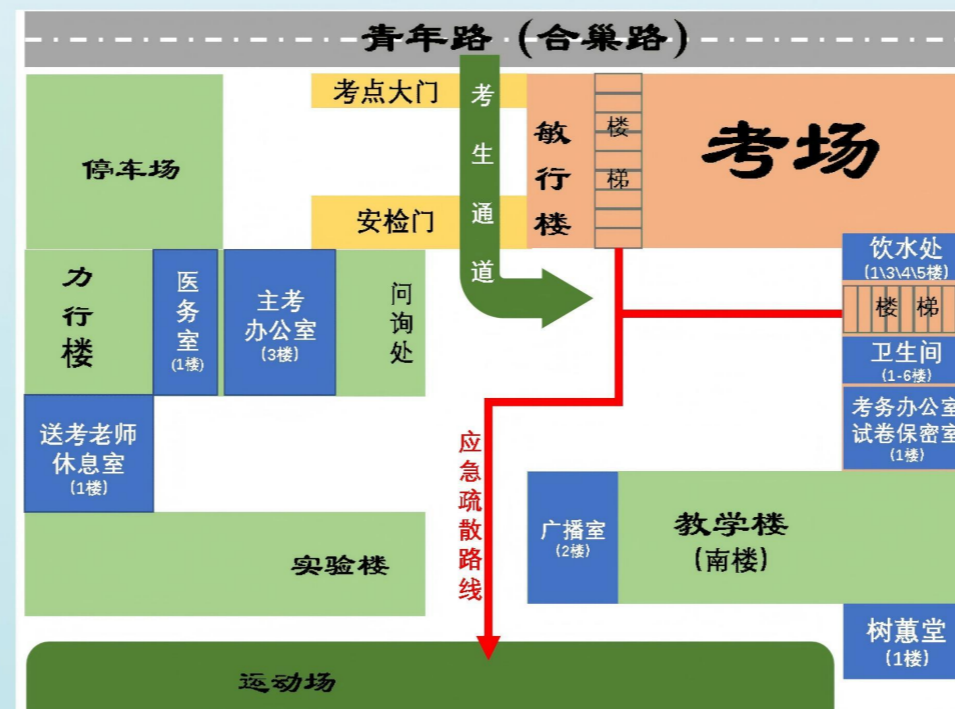 青年路（合巢路）
考点大门
考生通道
敏行楼
楼梯
考场
停车场
安检门
力行楼
医务室
(1楼)
主考
办公室
(3楼)
问询处
饮水处
(1\3\4\5楼)
楼梯
卫生间
(1-6楼)
考务办公室
试卷保密室
(1楼)
送考老师
休息室
(1楼)
应急疏散路线
广播室
(2楼)
教学楼
(南楼)
实验楼
树蕙堂
(1楼)
运动场